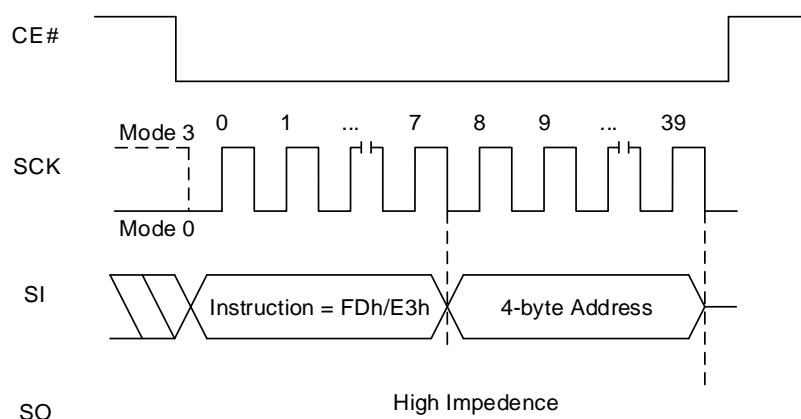 CE#
0 1 ... 7 8 9 ... 39
Mode 3
SCK
Mode 0
SI
Instruction = FDh/E3h
4-byte Address
High Impedence
SO